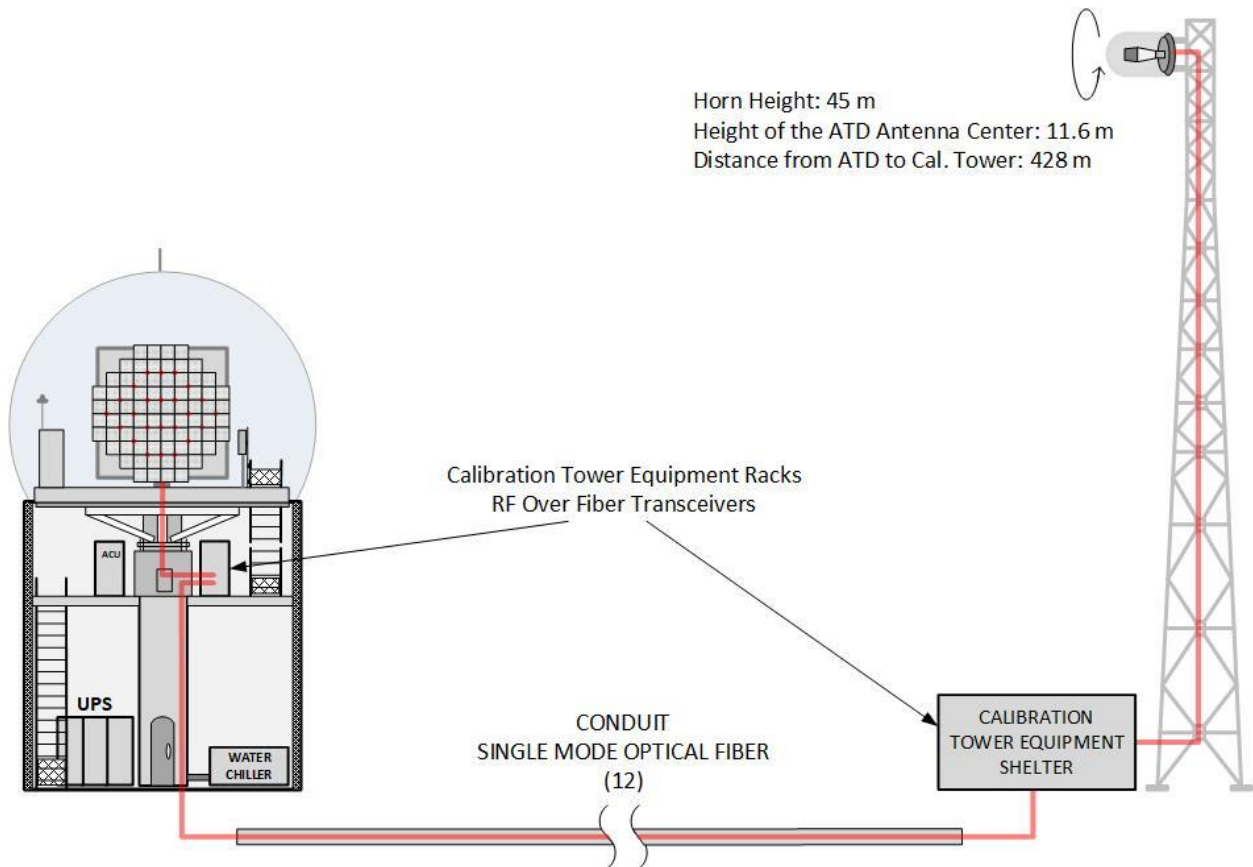 Horn Height: 45 m
Height of the ATD Antenna Center: 11.6 m
Distance from ATD to Cal. Tower: 428 m
Calibration Tower Equipment Racks
RF Over Fiber Transceivers
ACU
UPS
WATER
CHILLER
CONDUIT
SINGLE MODE OPTICAL FIBER
(12)
CALIBRATION
TOWER EQUIPMENT
SHELTER